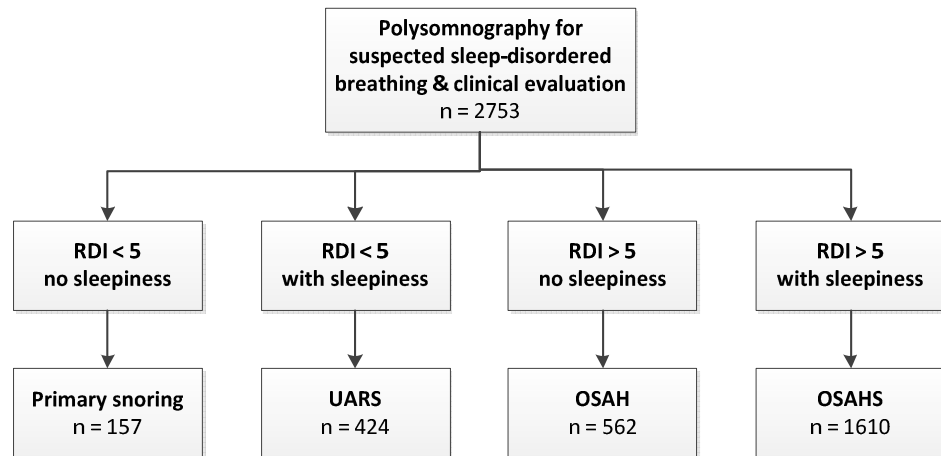 Polysomnography for
suspected sleep-disordered
breathing & clinical evaluation
n = 2753
RDI < 5
no sleepiness
RDI < 5
with sleepiness
RDI > 5
no sleepiness
RDI > 5
with sleepiness
Primary snoring
n = 157
UARS
n = 424
OSAH
n = 562
OSAHS
n = 1610